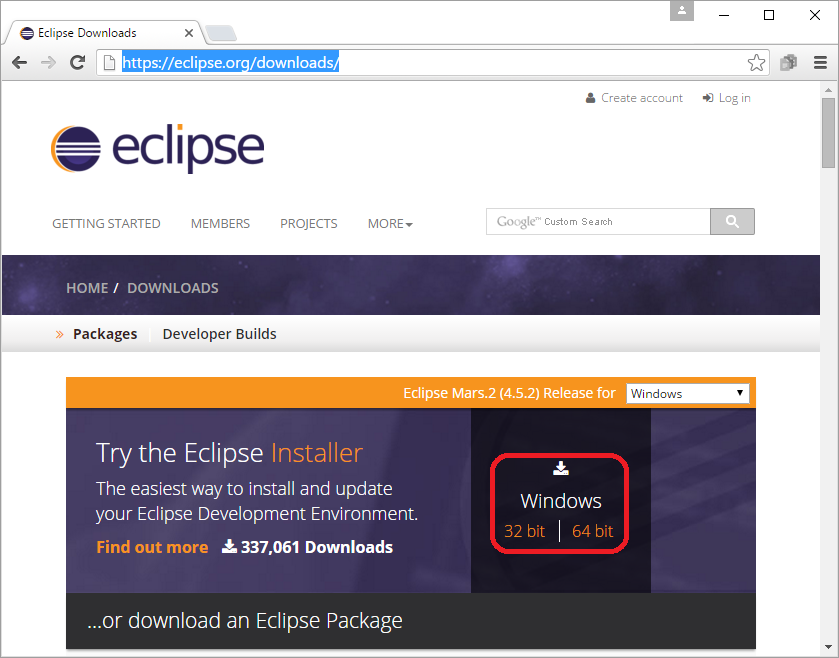 Eclipse Downloads
https://eclipse.org/downloads/
Create account Log in
eclipse
GETTING STARTED MEMBERS PROJECTS MORE
Google™ Custom Search
HOME / DOWNLOADS
» Packages Developer Builds
Eclipse Mars.2 (4.5.2) Release for Windows
Try the Eclipse Installer
The easiest way to install and update
your Eclipse Development Environment.
Find out more 337,061 Downloads
Windows
32 bit | 64 bit
...or download an Eclipse Package